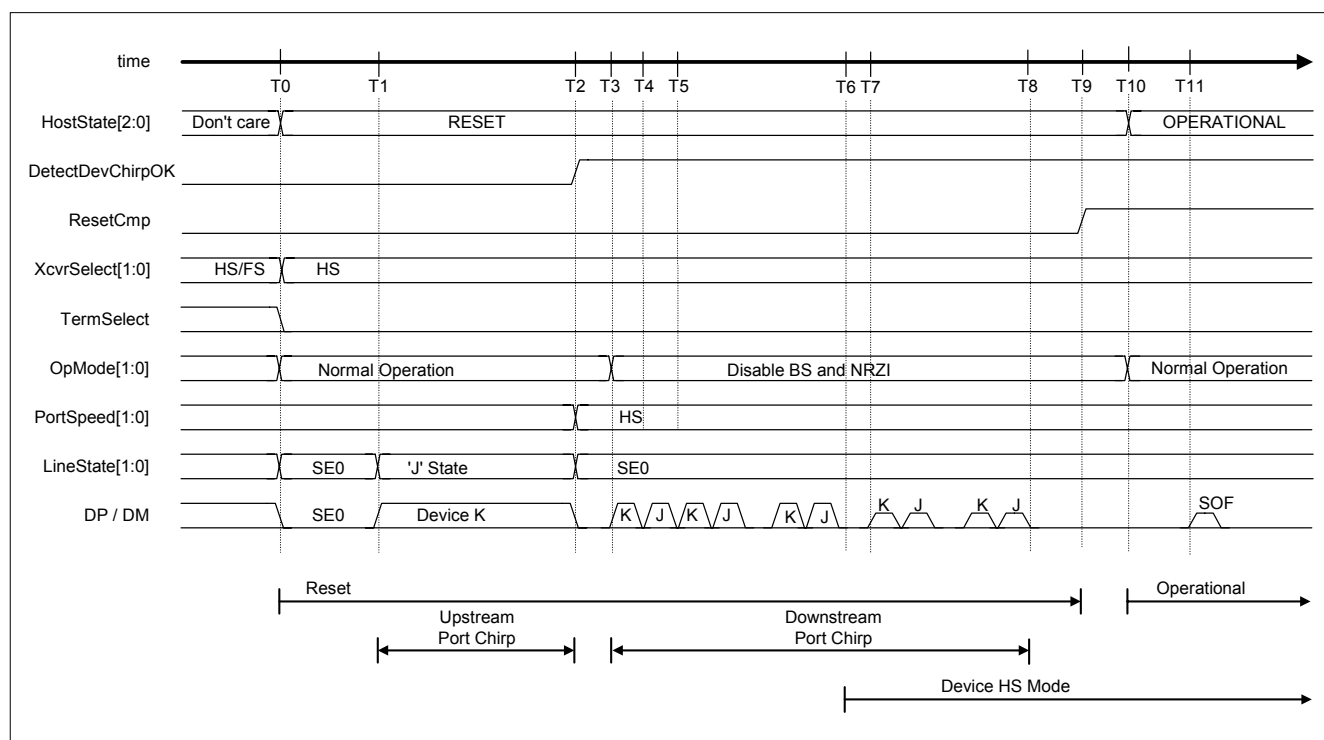 time
T0 T1 T2 T3 T4 T5 T6 T7 T8 T9 T10 T11
HostState[2:0] Don't care RESET OPERATIONAL
DetectDevChirpOK
ResetCmp
XcvrSelect[1:0] HS/FS HS
TermSelect
OpMode[1:0] Normal Operation Disable BS and NRZI Normal Operation
PortSpeed[1:0] HS
LineState[1:0] SE0 'J' State SE0
DP / DM SE0 Device K K J K J K J K J K J SOF
Reset Operational
Upstream Downstream
Port Chirp Port Chirp
Device HS Mode